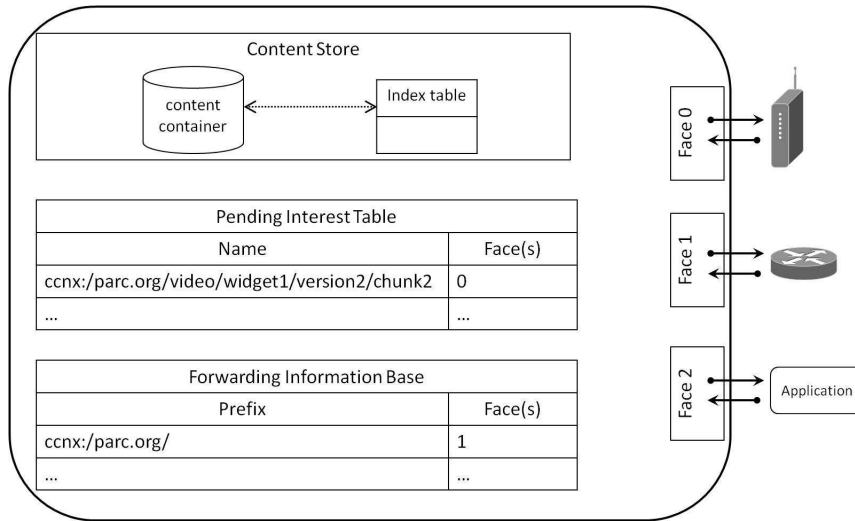 Content Store
content
container
Index table
Pending Interest Table
Name Face(s)
ccnx:/parc.org/video/widget1/version2/chunk2 0
... ...
Forwarding Information Base
Prefix Face(s)
ccnx:/parc.org/ 1
... ...
Face 0
Face 1
Face 2
Application